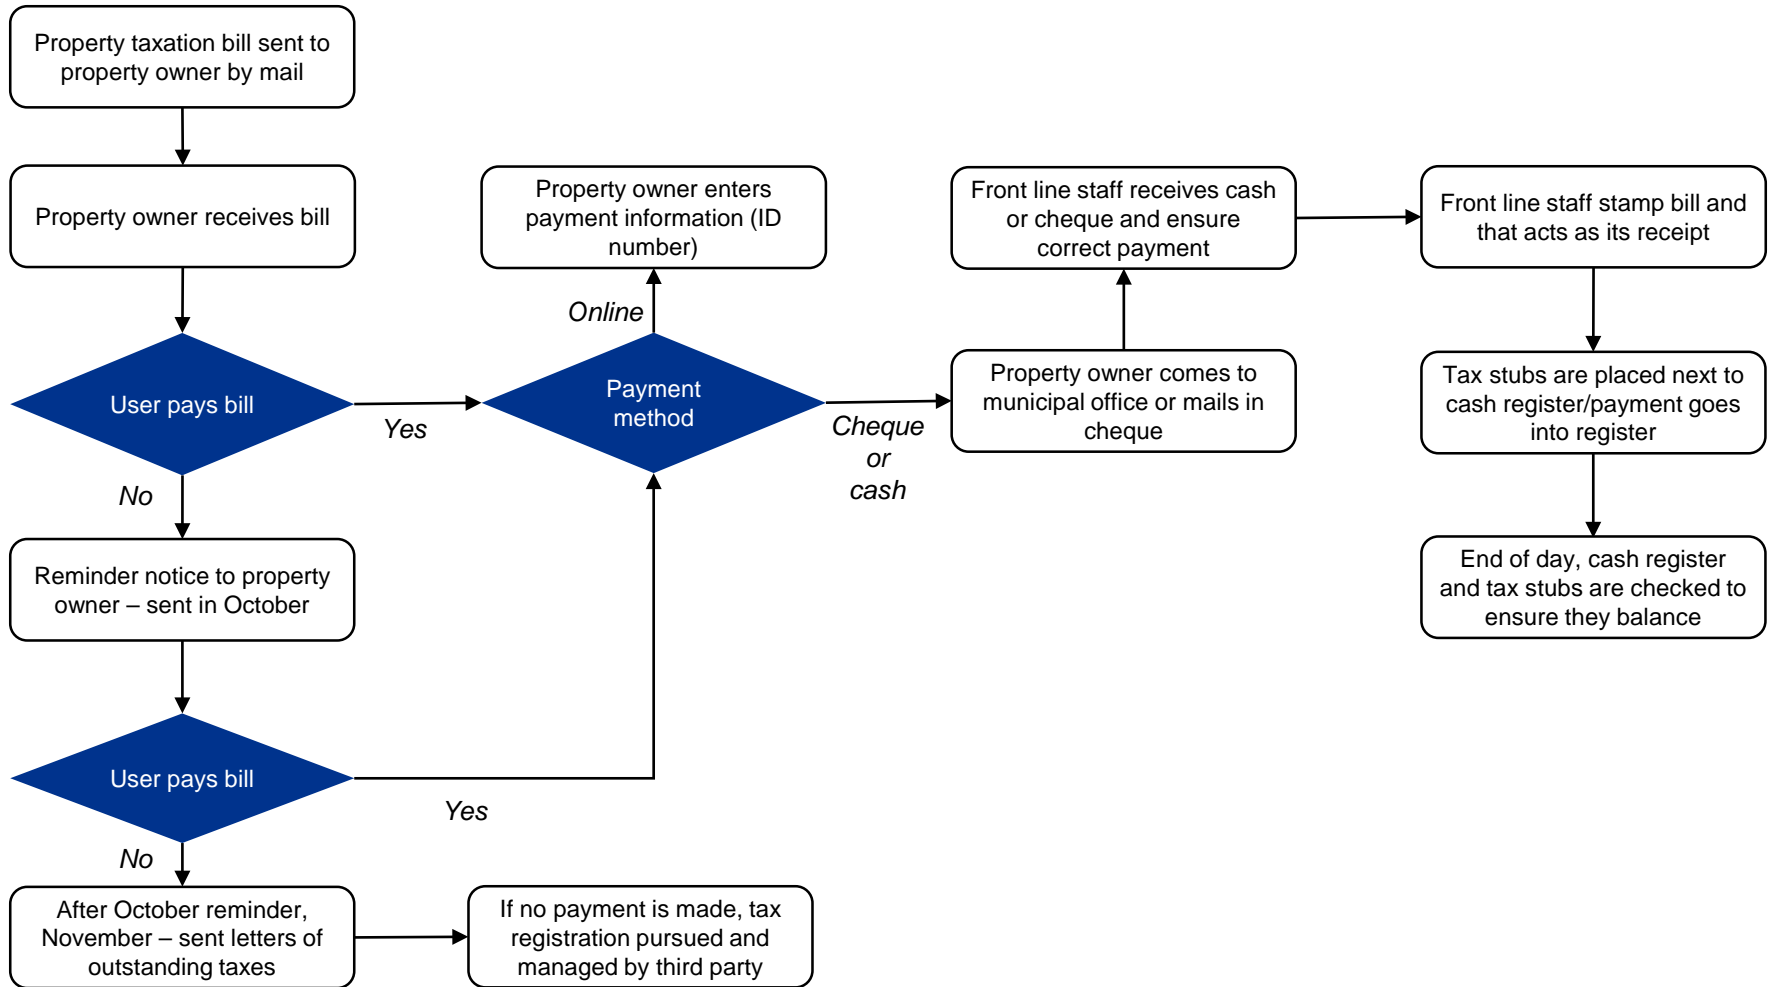 Property taxation bill sent to
property owner by mail
Property owner receives bill
Property owner enters
payment information (ID
number)
Front line staff receives cash
or cheque and ensure
correct payment
Front line staff stamp bill and
that acts as its receipt
Online
User pays bill
Yes
Payment
method
Cheque
or
cash
Property owner comes to
municipal office or mails in
cheque
Tax stubs are placed next to
cash register/payment goes
into register
No
Reminder notice to property
owner – sent in October
End of day, cash register
and tax stubs are checked to
ensure they balance
User pays bill
Yes
No
After October reminder,
November – sent letters of
outstanding taxes
If no payment is made, tax
registration pursued and
managed by third party